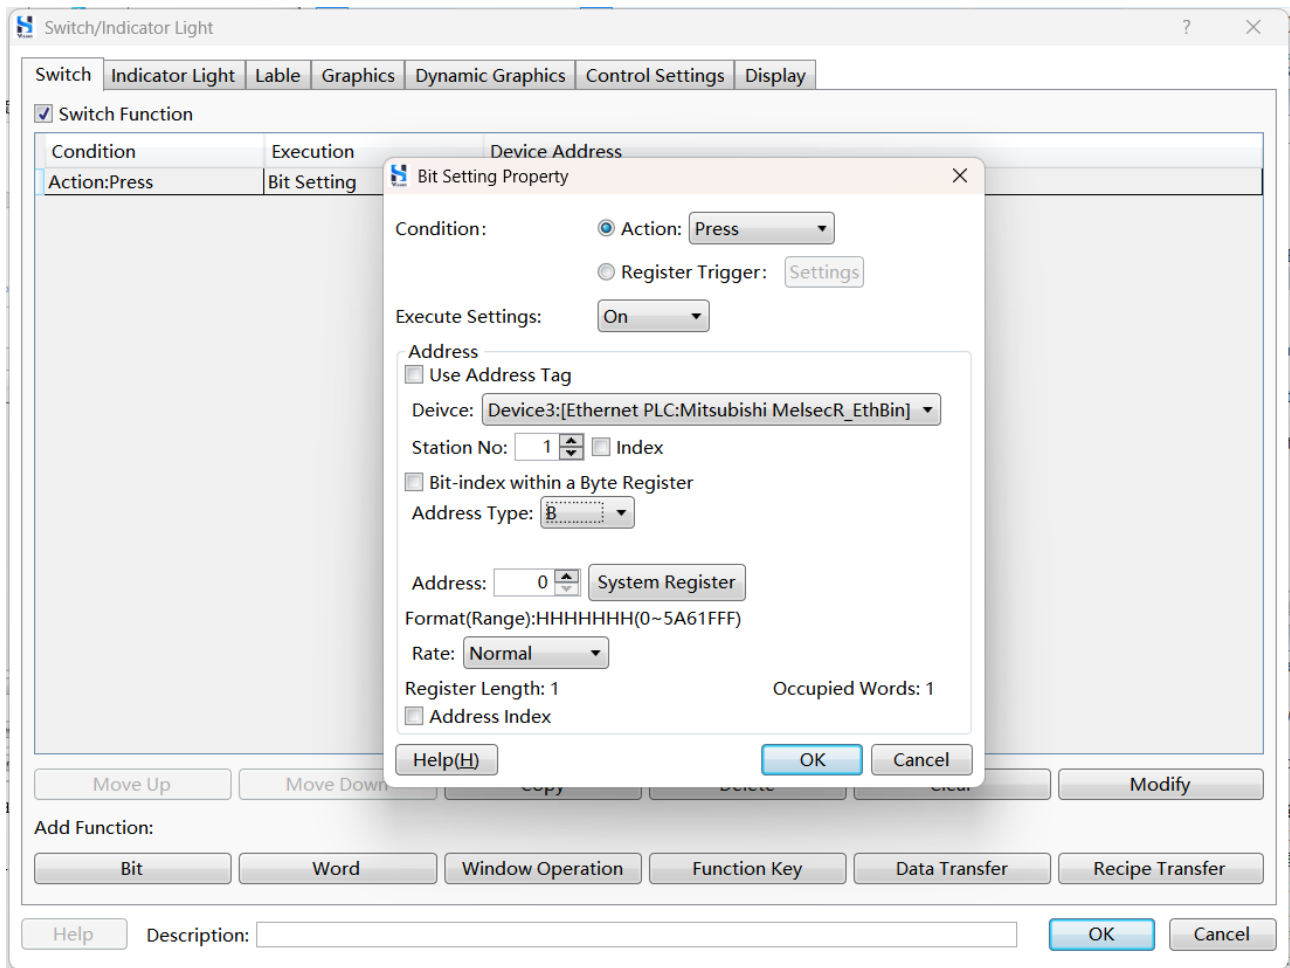 Switch/Indicator Light ?
Switch Indicator Light Lable Graphics Dynamic Graphics Control Settings Display
Switch Function
Condition Execution Device Address
Action:Press Bit Setting
Bit Setting Property
Condition: Action: Press
Register Trigger: Settings
Execute Settings: On
Address
Use Address Tag
Deivce: Device3:[Ethernet PLC:Mitsubishi MelsecR_EthBin]
Station No: 1 Index
Bit-index within a Byte Register
Address Type: B
Address: 0 System Register
Format(Range):HHHHHHH(0~5A61FFF)
Rate: Normal
Register Length: 1 Occupied Words: 1
Address Index
Help(H) OK Cancel
Move Up Move Down Copy Delete Clear Modify
Add Function:
Bit Word Window Operation Function Key Data Transfer Recipe Transfer
Help Description: OK Cancel